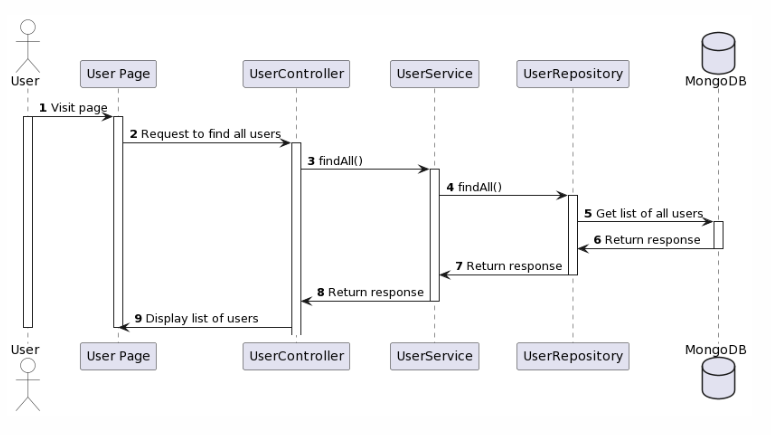 User
User Page
UserController
UserService
UserRepository
MongoDB
1 Visit page
2 Request to find all users
3 findAll()
4 findAll()
5 Get list of all users
6 Return response
7 Return response
8 Return response
9 Display list of users
User
User Page
UserController
UserService
UserRepository
MongoDB